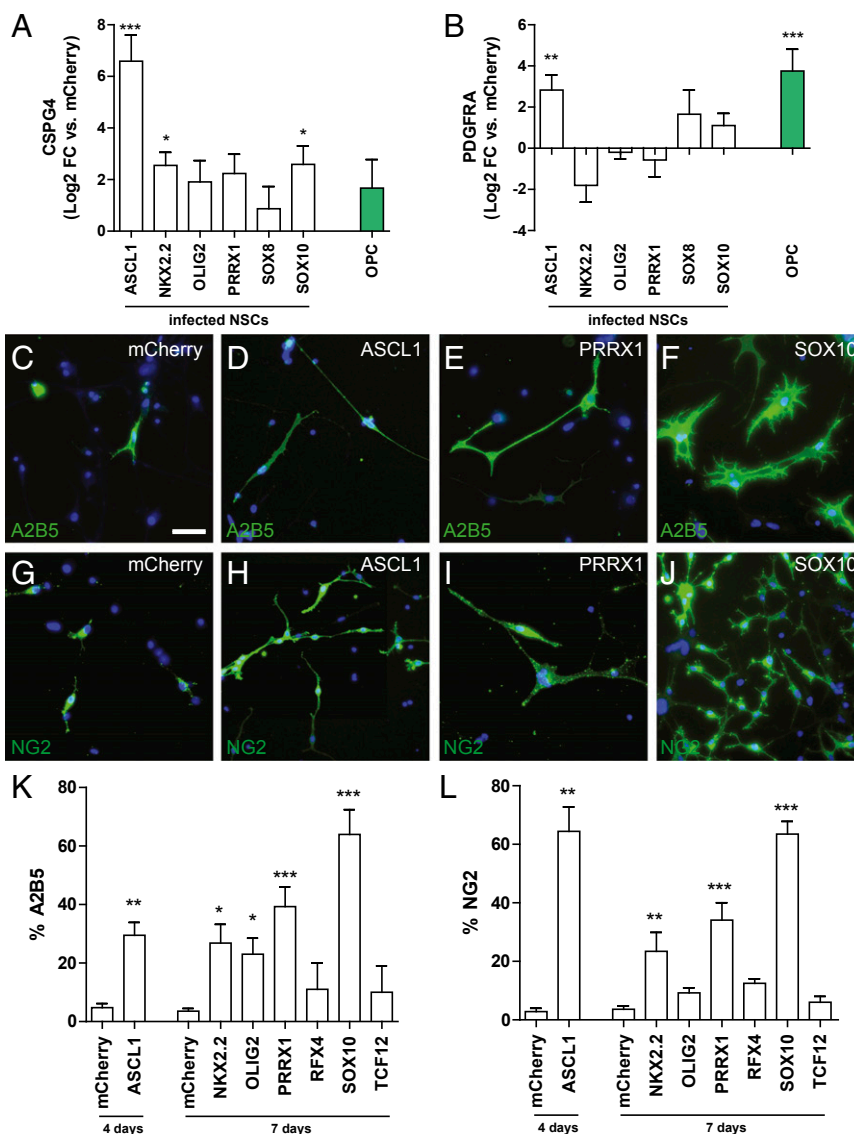 A
CSPG4
(Log2 FC vs. mCherry)
8
6
4
2
0
***
*
*
ASCL1
NKX2.2
OLIG2
PRRX1
SOX8
SOX10
OPC
infected NSCs
B
PDGFRA
(Log2 FC vs. mCherry)
6
4
2
0
-2
-4
**
***
ASCL1
NKX2.2
OLIG2
PRRX1
SOX8
SOX10
OPC
infected NSCs
C
mCherry
A2B5
D
ASCL1
E
PRRX1
A2B5
F
SOX10
A2B5
G
mCherry
NG2
H
ASCL1
NG2
I
PRRX1
NG2
J
SOX10
NG2
K
% A2B5
80
60
40
20
0
**
*
*
***
***
mCherry
ASCL1
mCherry
NKX2.2
OLIG2
PRRX1
RFX4
SOX10
TCF12
4 days
7 days
L
% NG2
80
60
40
20
0
**
**
***
***
mCherry
ASCL1
mCherry
NKX2.2
OLIG2
PRRX1
RFX4
SOX10
TCF12
4 days
7 days